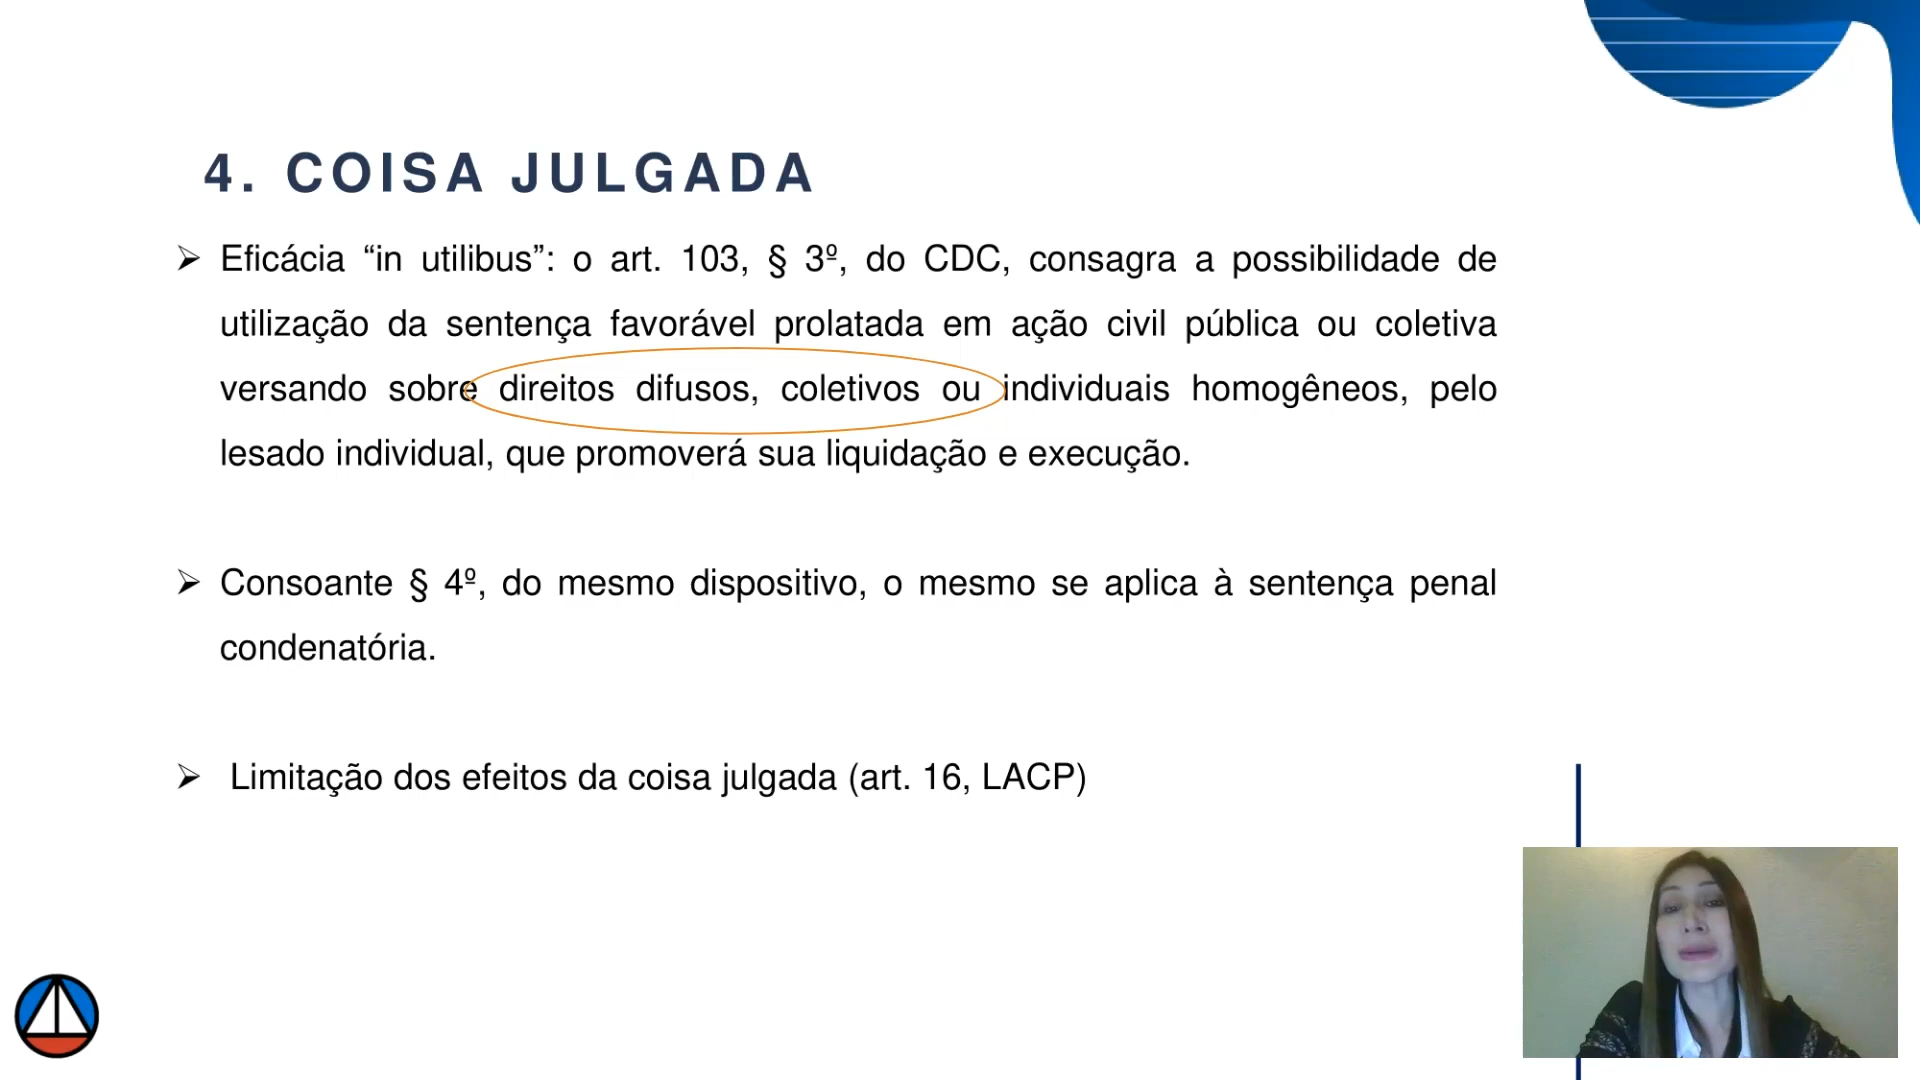 4. COISA JULGADA
➢ Eficácia “in utilibus”: o art. 103, § 3º, do CDC, consagra a possibilidade de
utilização da sentença favorável prolatada em ação civil pública ou coletiva
versando sobre direitos difusos, coletivos ou individuais homogêneos, pelo
lesado individual, que promoverá sua liquidação e execução.
➢ Consoante § 4º, do mesmo dispositivo, o mesmo se aplica à sentença penal
condenatória.
➢ Limitação dos efeitos da coisa julgada (art. 16, LACP)